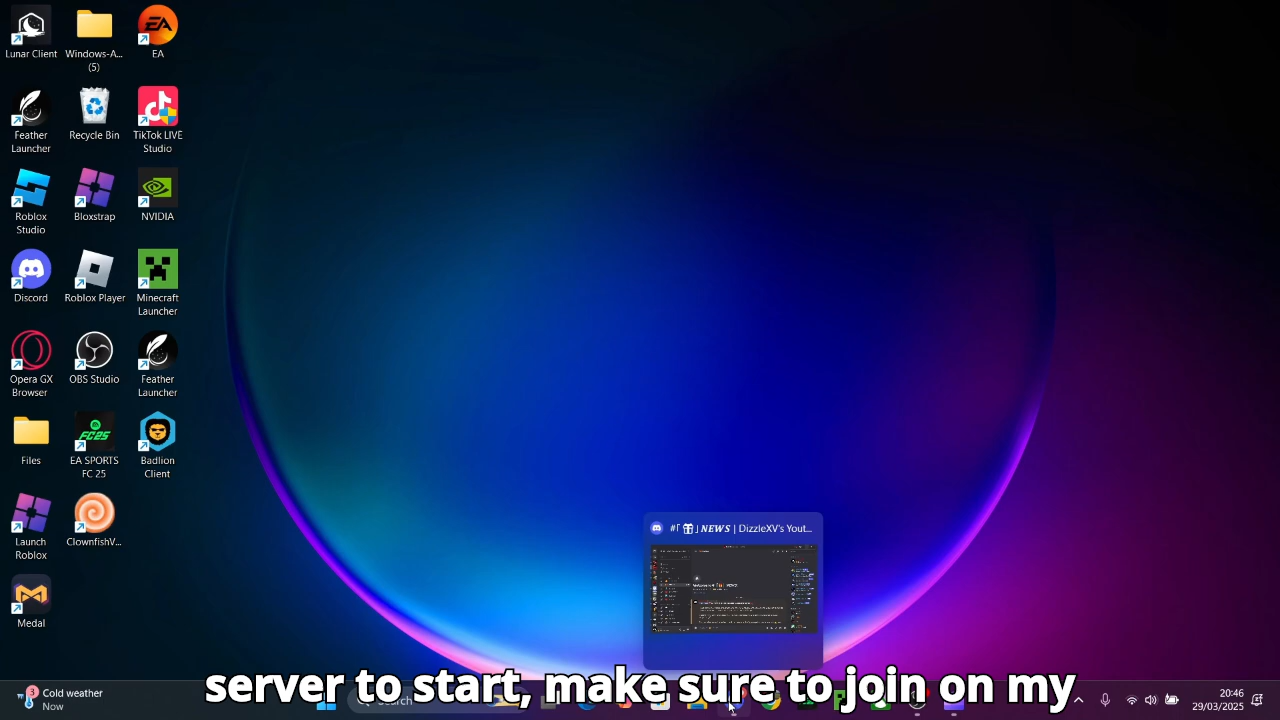 Lunar Client
Windows-A... (5)
EA
Feather Launcher
Recycle Bin
TikTok LIVE Studio
Roblox Studio
Bloxstrap
NVIDIA
Discord
Roblox Player
Minecraft Launcher
Opera GX Browser
OBS Studio
Feather Launcher
Files
EA SPORTS FC 25
Badlion Client
Launch Roblox
ClownfishV...
Medal
#「🎁」NEWS | DizzleXV's Yout...
server to start, make sure to join on my
3
Cold weather
Now
Search
20:46
29/03/2025